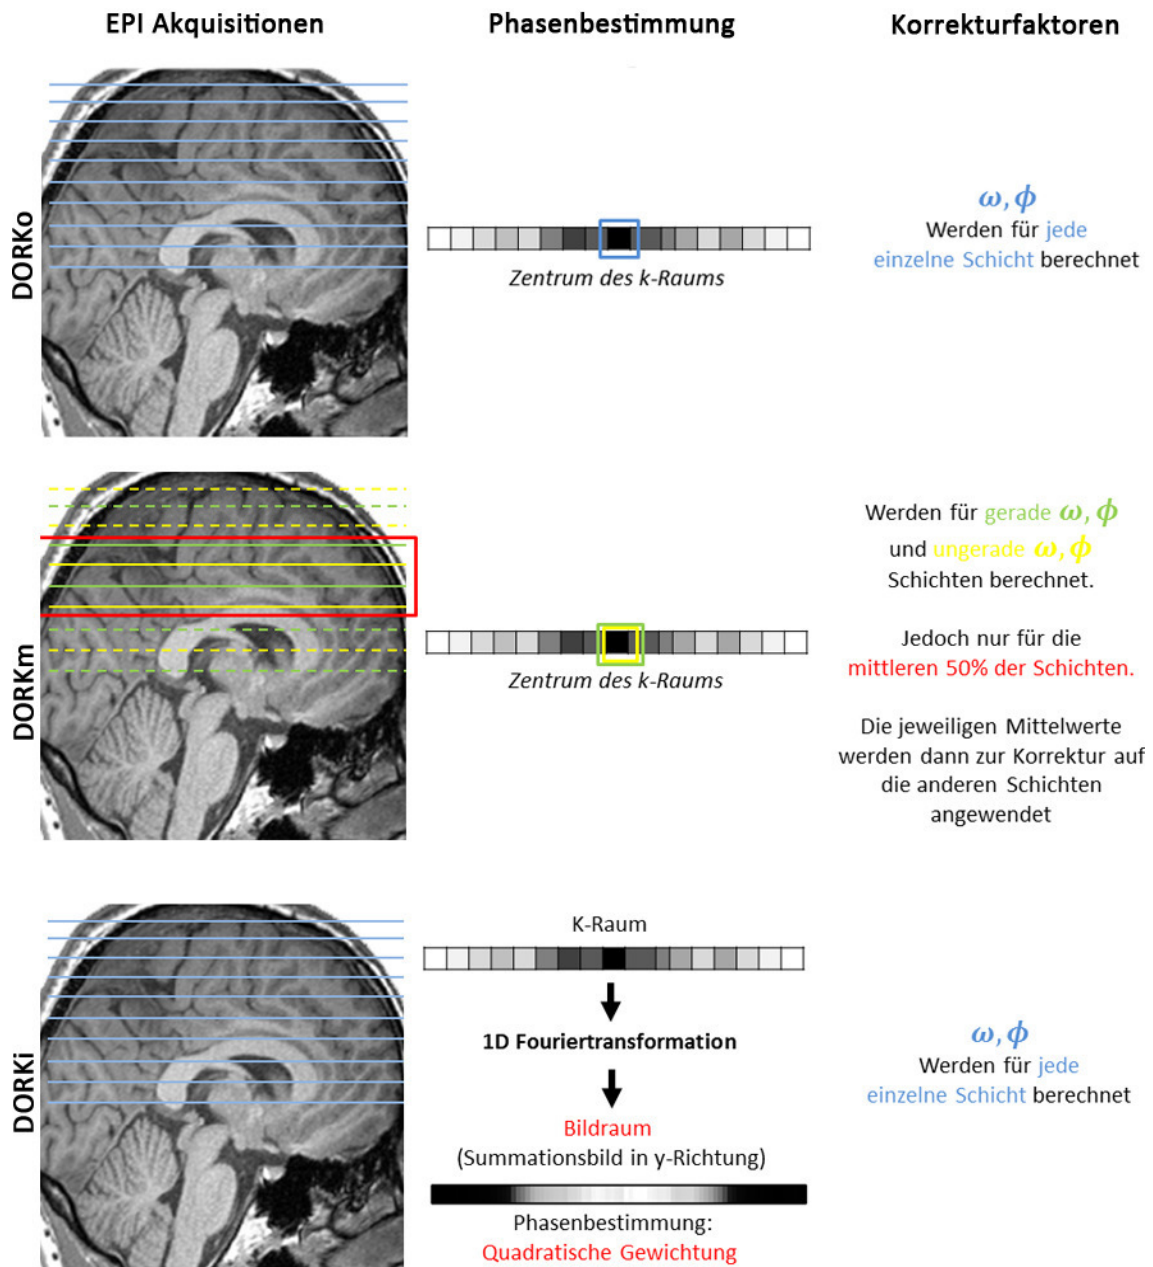 EPI Akquisitionen
Phasenbestimmung
Korrekturfaktoren
DORKo
Zentrum des k-Raums
ω, ϕ
Werden für jede
einzelne Schicht berechnet
DORKm
Zentrum des k-Raums
Werden für gerade ω, ϕ
und ungerade ω, ϕ
Schichten berechnet.
Jedoch nur für die
mittleren 50% der Schichten.
Die jeweiligen Mittelwerte
werden dann zur Korrektur auf
die anderen Schichten
angewendet
DORKi
K-Raum
1D Fouriertransformation
Bildraum
(Summationsbild in y-Richtung)
Phasenbestimmung:
Quadratische Gewichtung
ω, ϕ
Werden für jede
einzelne Schicht berechnet